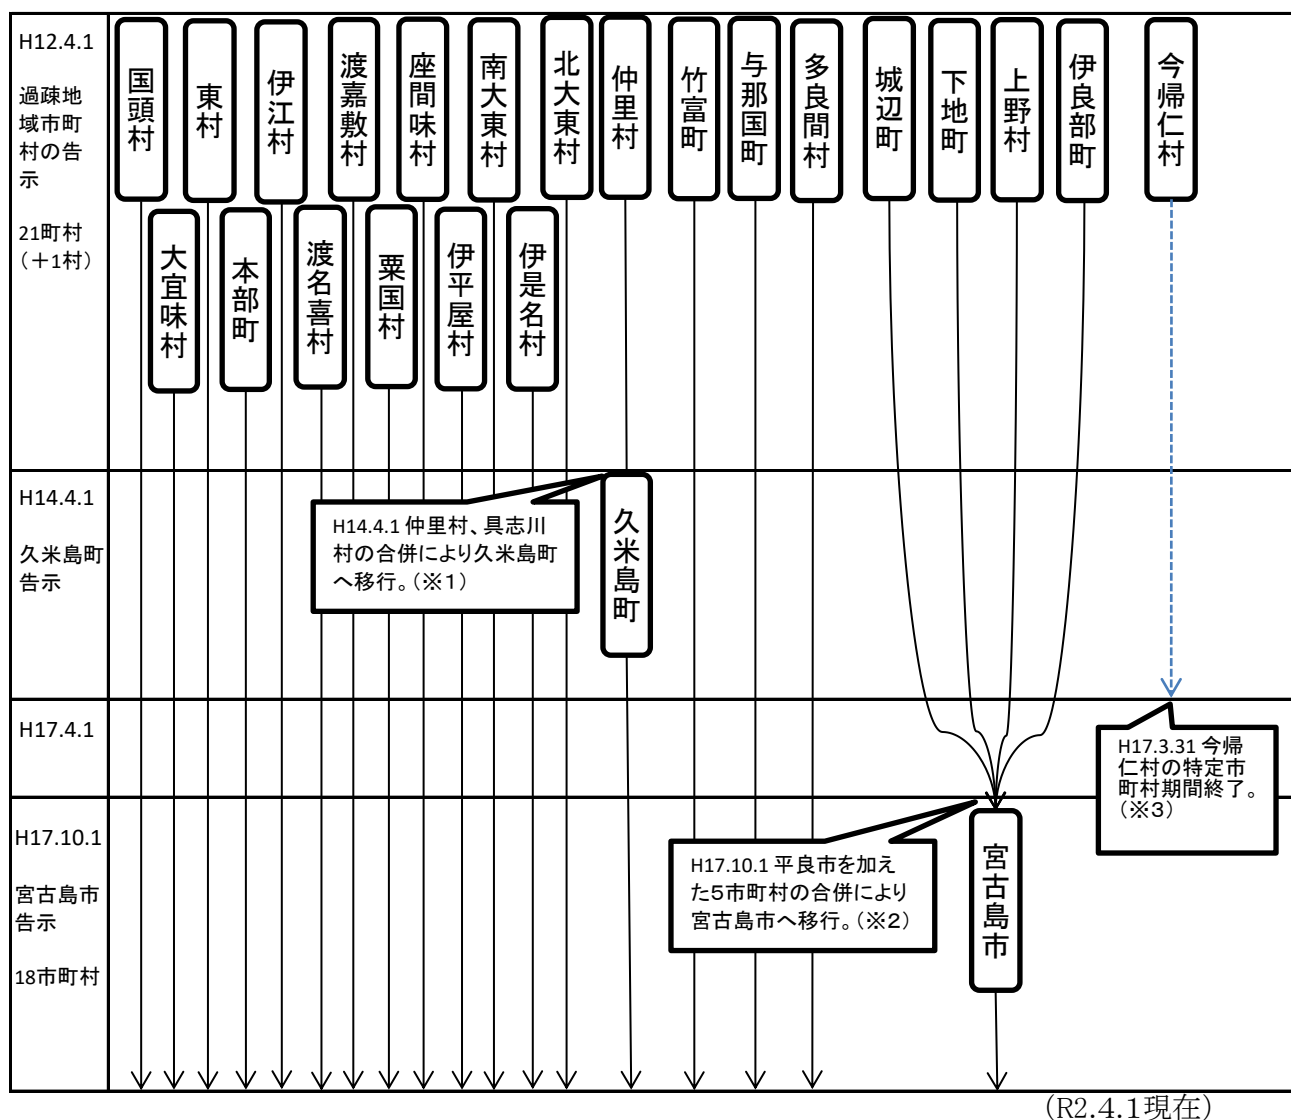 H12.4.1
過疎地
域市町
村の告
示
21町村
（＋1村）
国頭村
東村
伊江村
渡嘉敷村
座間味村
南大東村
北大東村
仲里村
竹富町
与那国町
多良間村
城辺町
下地町
上野村
伊良部町
今帰仁村
大宜味村
本部町
渡名喜村
粟国村
伊平屋村
伊是名村
H14.4.1
久米島町
告示
H14.4.1 仲里村、具志川
村の合併により久米島町
へ移行。（※1）
久米島町
H17.4.1
H17.3.31 今帰
仁村の特定市
町村期間終了。
（※3）
H17.10.1
宮古島市
告示
18市町村
H17.10.1 平良市を加え
た5市町村の合併により
宮古島市へ移行。（※2）
宮古島市
（R2.4.1現在）